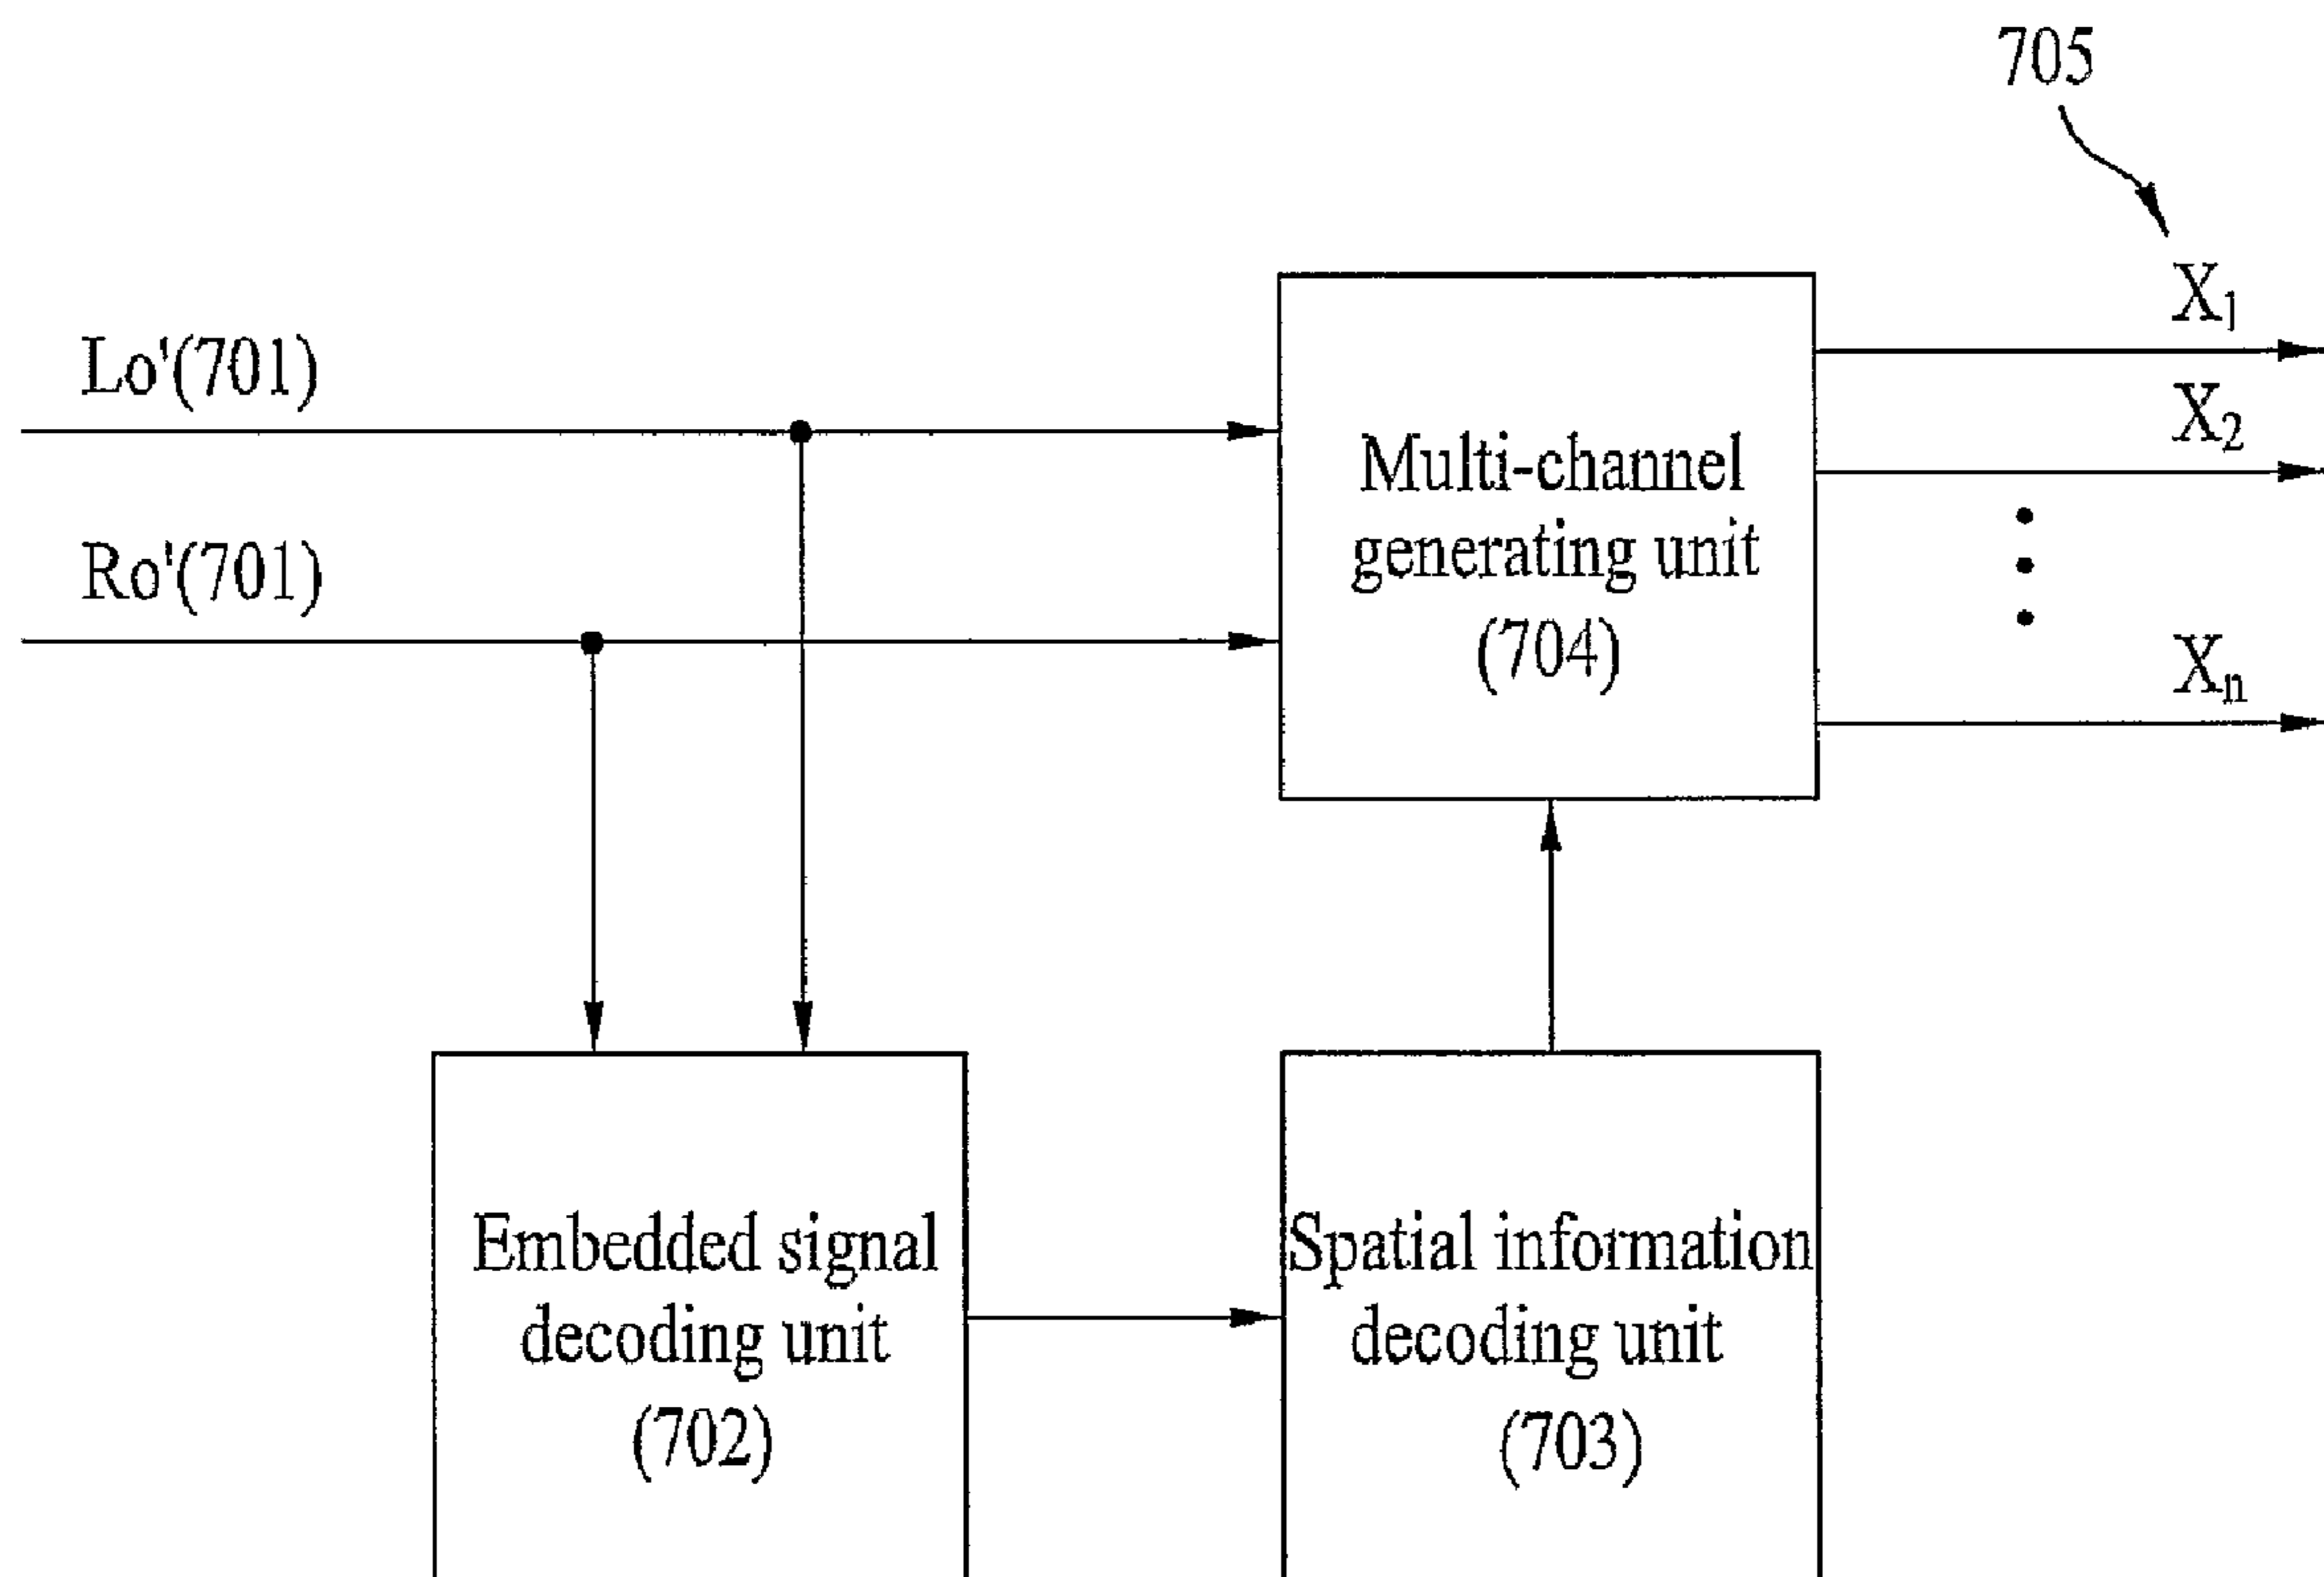 705
X1
Lo'(701)
X2
Multi-channel
generating unit
(704)
Ro'(701)
Xn
Embedded signal
decoding unit
(702)
Spatial information
decoding unit
(703)